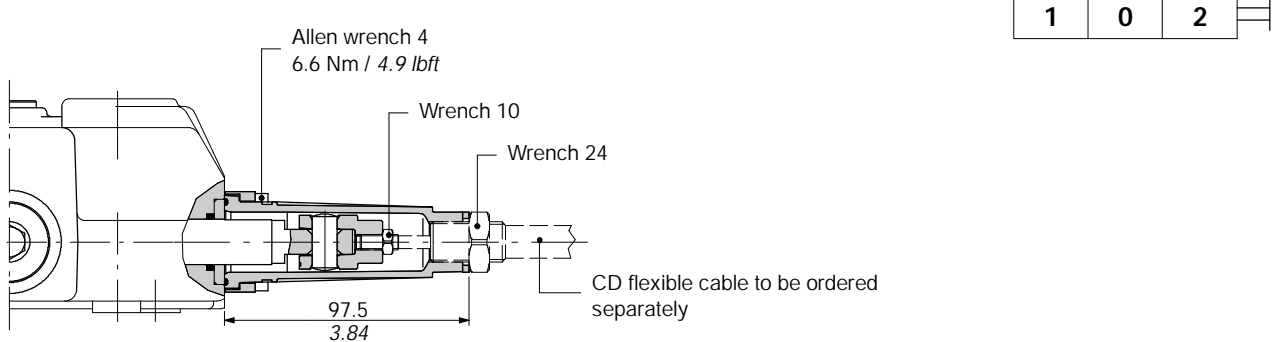 1 0 2
Allen wrench 4
6.6 Nm / 4.9 lbft
Wrench 10
Wrench 24
CD flexible cable to be ordered
separately
97.5
3.84